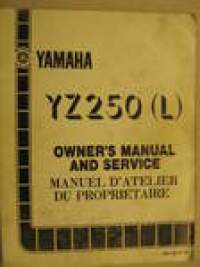 YAMAHA
YZ250 (L)
OWNER'S MANUAL
AND SERVICE
MANUEL D'ATELIER
DU PROPRIETAIRE